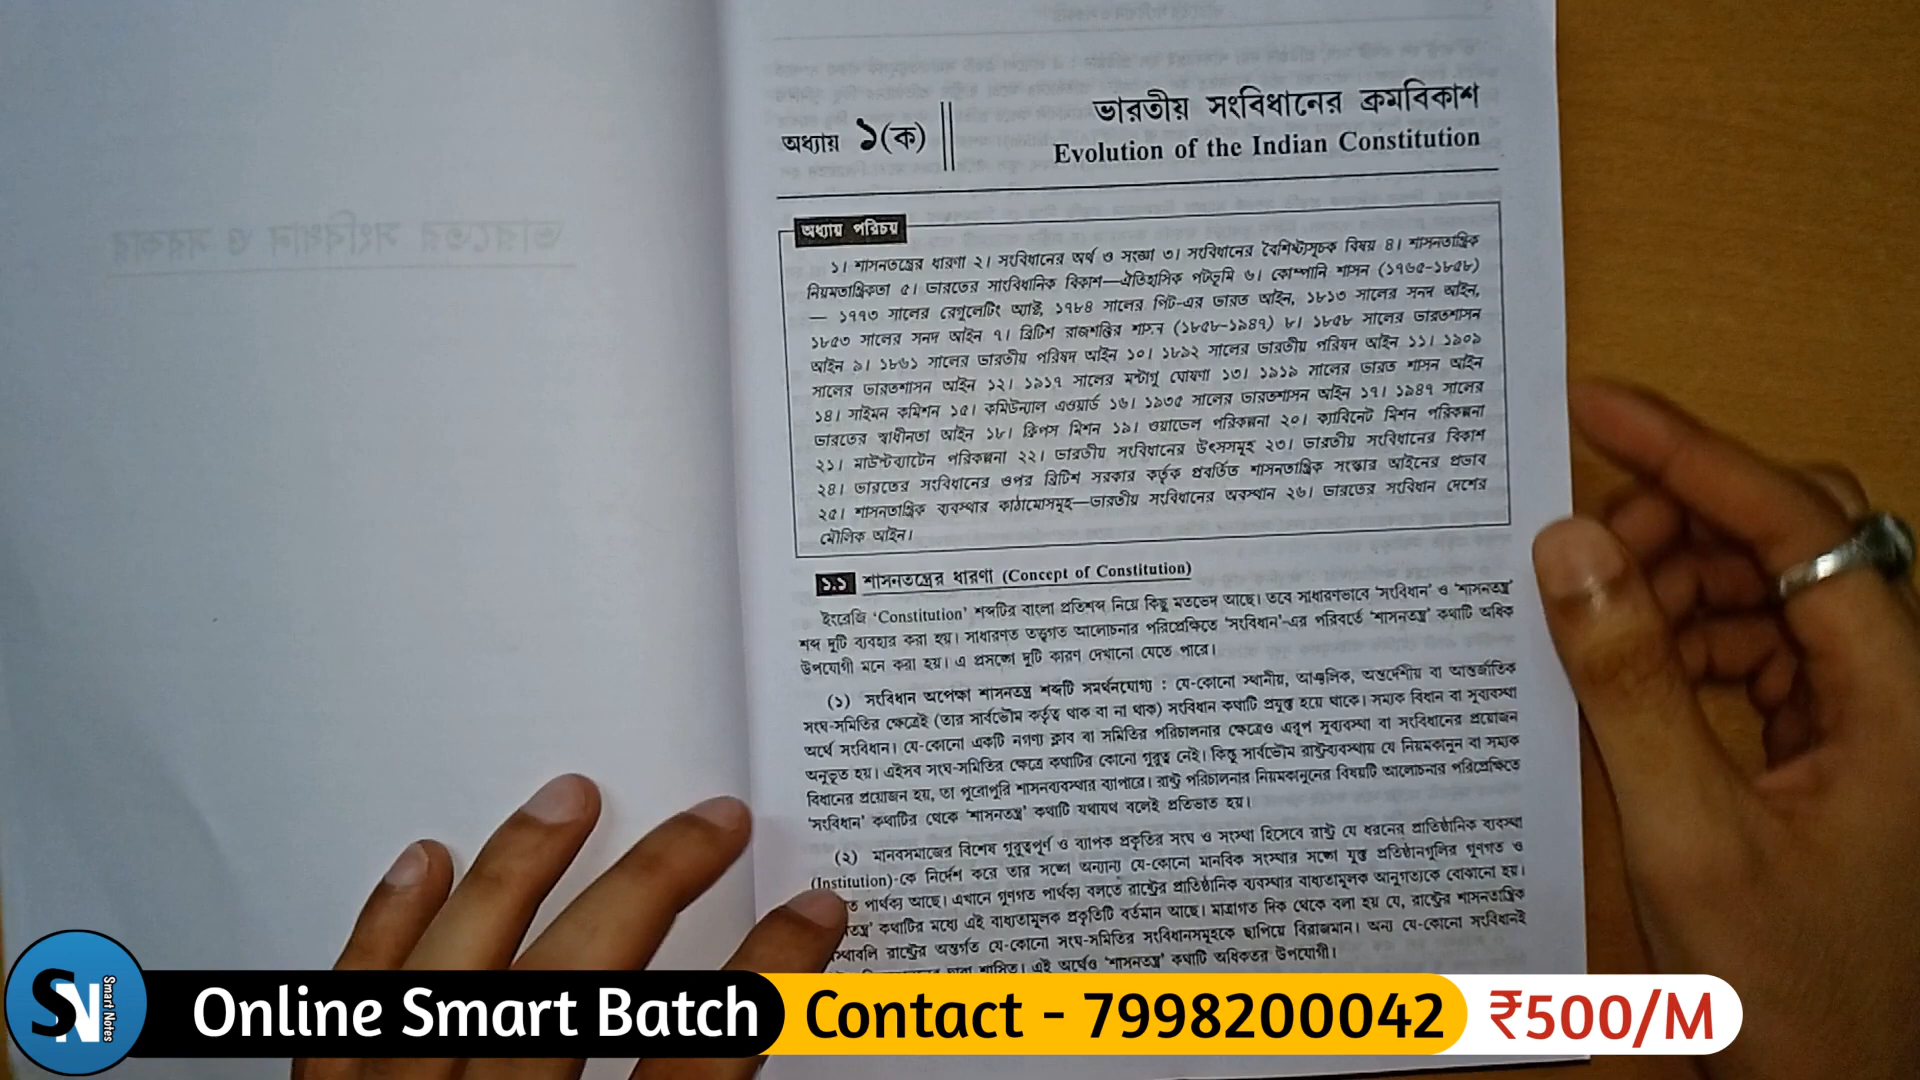 অধ্যায় ১(ক)
ভারতীয় সংবিধানের ক্রমবিকাশ
Evolution of the Indian Constitution
অধ্যায় পরিচয়
১। শাসনতন্ত্রের ধারণা ২। সংবিধানের অর্থ ও সংজ্ঞা ৩। সংবিধানের বৈশিষ্ট্যসূচক বিষয় ৪। শাসনতান্ত্রিক
নিয়মতান্ত্রিকতা ৫। ভারতের সাংবিধানিক বিকাশ—ঐতিহাসিক পটভূমি ৬। কোম্পানি শাসন (১৭৬৫-১৮৫৮)
— ১৭৭৩ সালের রেগুলেটিং অ্যাক্ট, ১৭৮৪ সালের পিট-এর ভারত আইন, ১৮১৩ সালের সনদ আইন,
১৮৫৩ সালের সনদ আইন ৭। ব্রিটিশ রাজশক্তির শাসন (১৮৫৮-১৯৪৭) ৮। ১৮৫৮ সালের ভারতশাসন
আইন ৯। ১৮৬১ সালের ভারতীয় পরিষদ আইন ১০। ১৮৯২ সালের ভারতীয় পরিষদ আইন ১১। ১৯০৯
সালের ভারতশাসন আইন ১২। ১৯১৭ সালের মন্টাগু ঘোষণা ১৩। ১৯১৯ সালের ভারত শাসন আইন
১৪। সাইমন কমিশন ১৫। কমিউন্যাল এওয়ার্ড ১৬। ১৯৩৫ সালের ভারতশাসন আইন ১৭। ১৯৪৭ সালের
ভারতের স্বাধীনতা আইন ১৮। ক্রিপস মিশন ১৯। ওয়াভেল পরিকল্পনা ২০। ক্যাবিনেট মিশন পরিকল্পনা
২১। মাউন্টব্যাটেন পরিকল্পনা ২২। ভারতীয় সংবিধানের উৎসসমূহ ২৩। ভারতীয় সংবিধানের বিকাশ
২৪। ভারতের সংবিধানের ওপর ব্রিটিশ সরকার কর্তৃক প্রবর্তিত শাসনতান্ত্রিক সংস্কার আইনের প্রভাব
২৫। শাসনতান্ত্রিক ব্যবস্থার কাঠামোসমূহ—ভারতীয় সংবিধানের অবস্থান ২৬। ভারতের সংবিধান দেশের
মৌলিক আইন।
১.১ শাসনতন্ত্রের ধারণা (Concept of Constitution)
ইংরেজি ‘Constitution’ শব্দটির বাংলা প্রতিশব্দ নিয়ে কিছু মতভেদ আছে। তবে সাধারণভাবে ‘সংবিধান’ ও ‘শাসনতন্ত্র’
শব্দ দুটি ব্যবহার করা হয়। সাধারণত তত্ত্বগত আলোচনার পরিপ্রেক্ষিতে ‘সংবিধান’-এর পরিবর্তে ‘শাসনতন্ত্র’ কথাটি অধিক
উপযোগী মনে করা হয়। এ প্রসঙ্গে দুটি কারণ দেখানো যেতে পারে।
(১) সংবিধান অপেক্ষা শাসনতন্ত্র শব্দটি সমর্থনযোগ্য : যে-কোনো স্থানীয়, আঞ্চলিক, অন্তর্দেশীয় বা আন্তর্জাতিক
সংঘ-সমিতির ক্ষেত্রেই (তার সার্বভৌম কর্তৃত্ব থাক বা না থাক) সংবিধান কথাটি প্রযুক্ত হয়ে থাকে। সম্যক বিধান বা সুব্যবস্থা
অর্থে সংবিধান। যে-কোনো একটি নগণ্য ক্লাব বা সমিতির পরিচালনার ক্ষেত্রেও এরূপ সুব্যবস্থা বা সংবিধানের প্রয়োজন
অনুভূত হয়। এইসব সংঘ-সমিতির ক্ষেত্রে কথাটির কোনো গুরুত্ব নেই। কিন্তু সার্বভৌম রাষ্ট্রব্যবস্থায় যে নিয়মকানুন বা সম্যক
বিধানের প্রয়োজন হয়, তা পুরোপুরি শাসনব্যবস্থার ব্যাপারে। রাষ্ট্র পরিচালনার নিয়মকানুনের বিষয়টি আলোচনার পরিপ্রেক্ষিতে
‘সংবিধান’ কথাটির থেকে ‘শাসনতন্ত্র’ কথাটি যথাযথ বলেই প্রতিভাত হয়।
(২) মানবসমাজের বিশেষ গুরুত্বপূর্ণ ও ব্যাপক প্রকৃতির সংঘ ও সংস্থা হিসেবে রাষ্ট্র যে ধরনের প্রাতিষ্ঠানিক ব্যবস্থা
(Institution)-কে নির্দেশ করে তার সঙ্গে অন্যান্য যে-কোনো মানবিক সংস্থার সঙ্গে যুক্ত প্রতিষ্ঠানগুলির গুণগত ও
পার্থক্য আছে। এখানে গুণগত পার্থক্য বলতে রাষ্ট্রের প্রাতিষ্ঠানিক ব্যবস্থার বাধ্যতামূলক আনুগত্যকে বোঝানো হয়।
কথাটির মধ্যে এই বাধ্যতামূলক প্রকৃতিটি বর্তমান আছে। মাত্রাগত দিক থেকে বলা হয় যে, রাষ্ট্রের শাসনতান্ত্রিক
রাষ্ট্রের অন্তর্গত যে-কোনো সংঘ-সমিতির সংবিধানসমূহকে ছাপিয়ে বিরাজমান। অন্য যে-কোনো সংবিধানই
দ্বারা শাসিত। এই অর্থেও ‘শাসনতন্ত্র’ কথাটি অধিকতর উপযোগী।
SN Smart Notes
Online Smart Batch Contact - 7998200042 ₹500/M